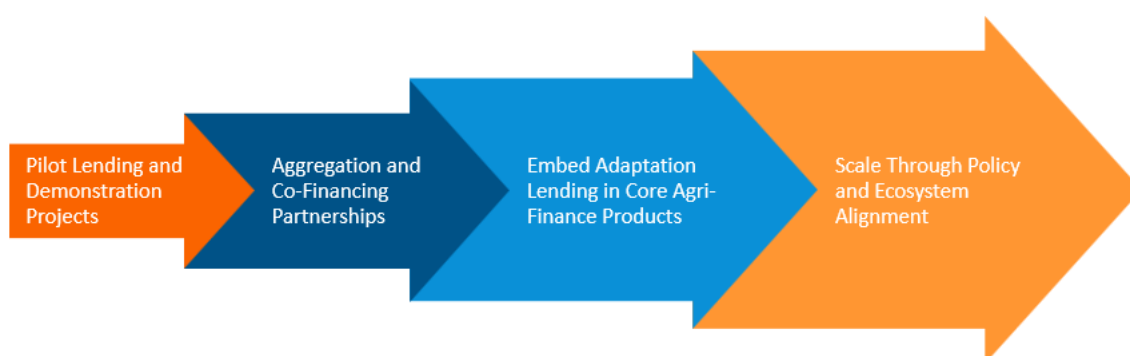 Pilot Lending and
Demonstration
Projects
Aggregation and
Co-Financing
Partnerships
Embed Adaptation
Lending in Core Agri-
Finance Products
Scale Through Policy
and Ecosystem
Alignment